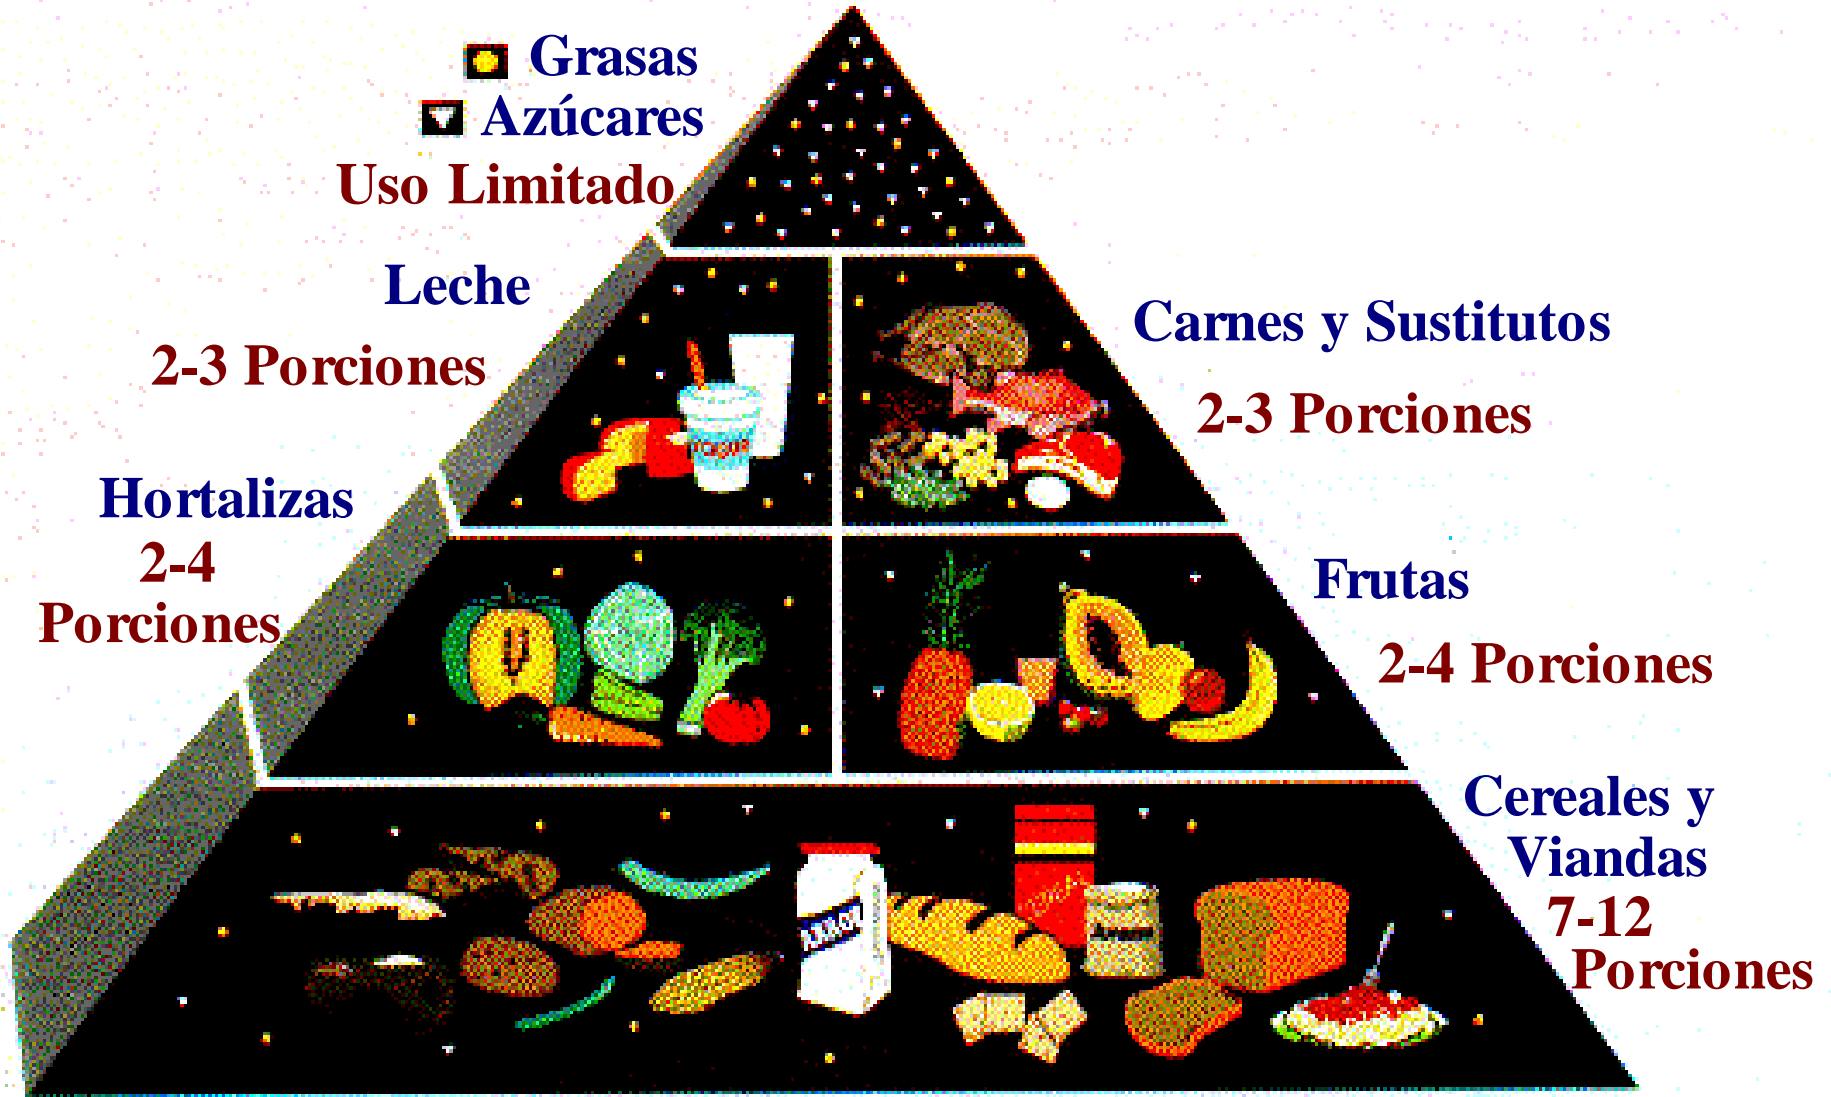 Grasas
Azúcares
Uso Limitado
Leche
2-3 Porciones
Carnes y Sustitutos
2-3 Porciones
Hortalizas
2-4
Porciones
Frutas
2-4 Porciones
Cereales y
Viandas
7-12
Porciones